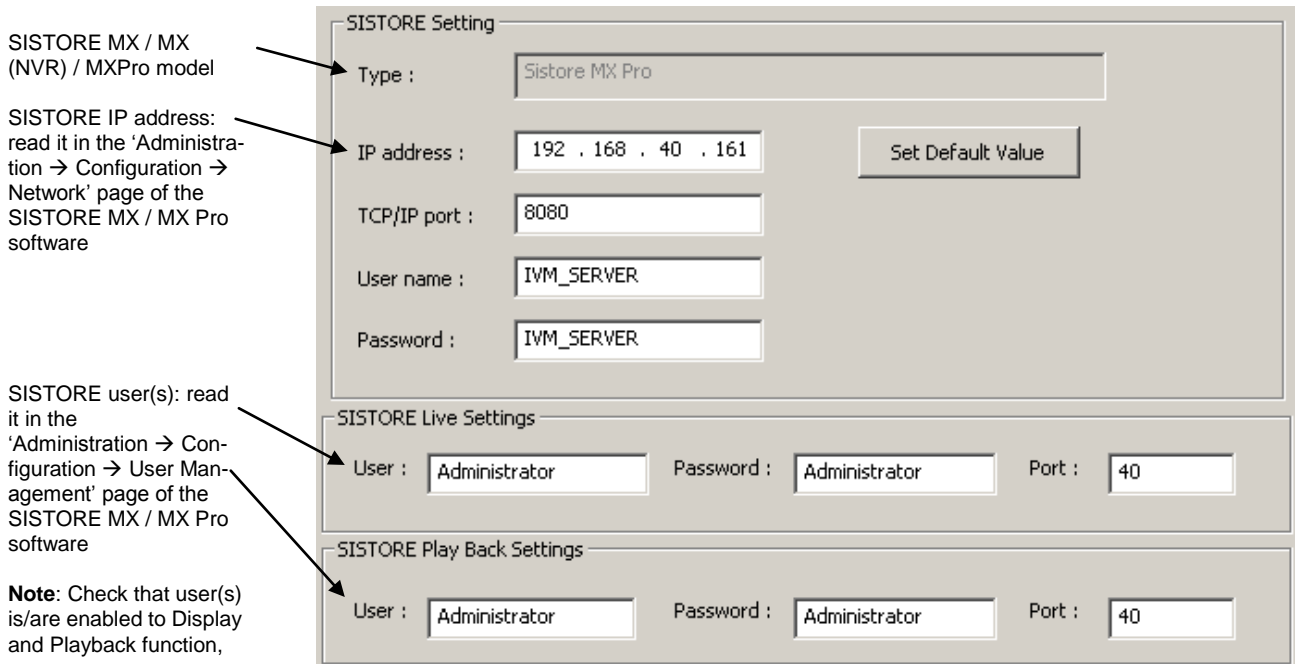 SISTORE MX / MX
(NVR) / MXPro model
SISTORE IP address:
read it in the ‘Administra-
tion → Configuration →
Network’ page of the
SISTORE MX / MX Pro
software
SISTORE user(s): read
it in the
‘Administration → Con-
figuration → User Man-
agement’ page of the
SISTORE MX / MX Pro
software
Note: Check that user(s)
is/are enabled to Display
and Playback function,
SISTORE Setting
Type : Sistore MX Pro
IP address : 192 . 168 . 40 . 161 Set Default Value
TCP/IP port : 8080
User name : IVM_SERVER
Password : IVM_SERVER
SISTORE Live Settings
User : Administrator Password : Administrator Port : 40
SISTORE Play Back Settings
User : Administrator Password : Administrator Port : 40